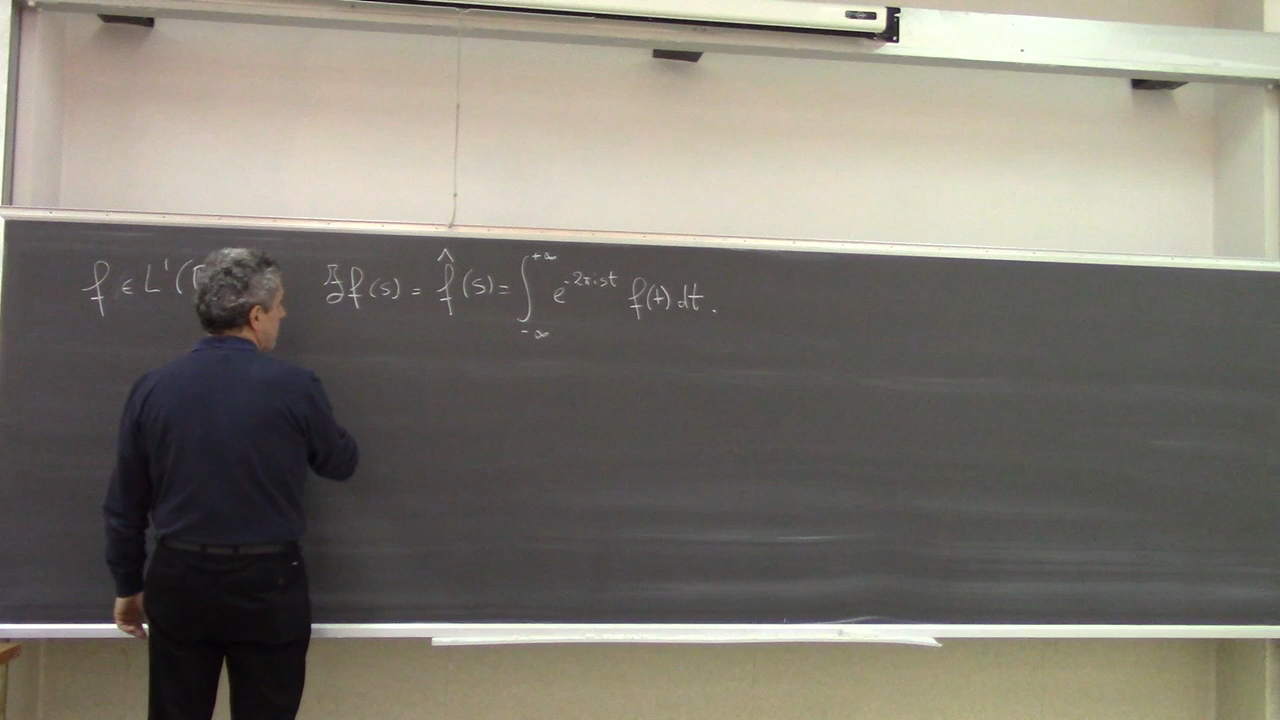 f ∈ L¹( ℱf(s) = f̂(s) = ∫_{-∞}^{+∞} e^{-2πist} f(t) dt.